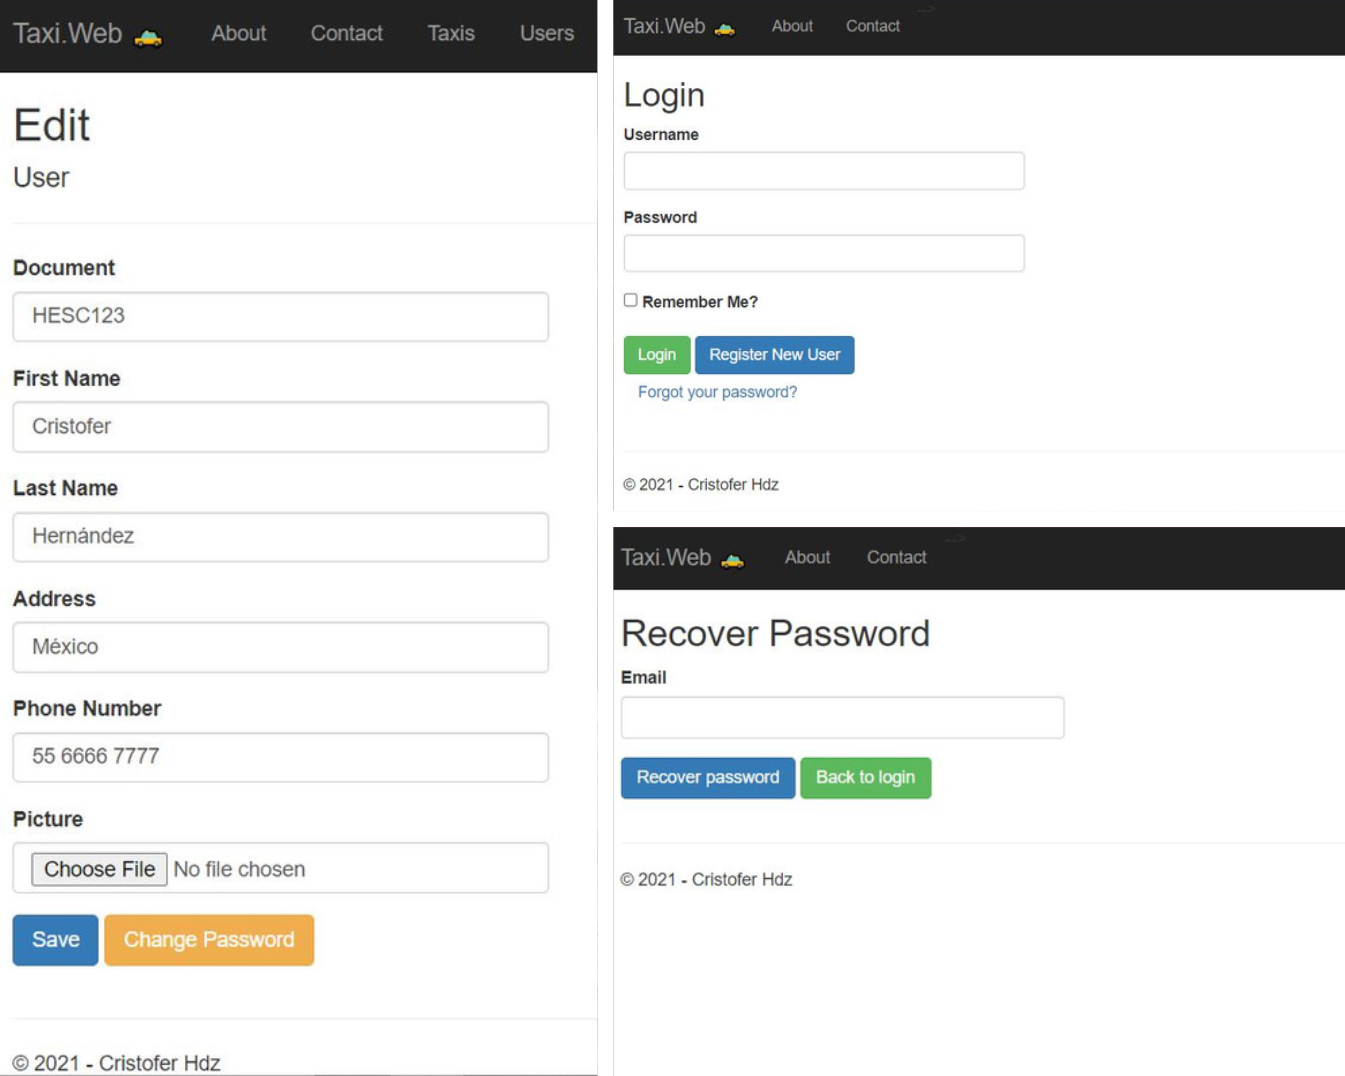 Taxi.Web About Contact Taxis Users
Edit
User
Document
HESC123
First Name
Cristofer
Last Name
Hernández
Address
México
Phone Number
55 6666 7777
Picture
Choose File No file chosen
Save Change Password
© 2021 - Cristofer Hdz
Taxi.Web About Contact -->
Login
Username
Password
Remember Me?
Login Register New User
Forgot your password?
© 2021 - Cristofer Hdz
Taxi.Web About Contact -->
Recover Password
Email
Recover password Back to login
© 2021 - Cristofer Hdz